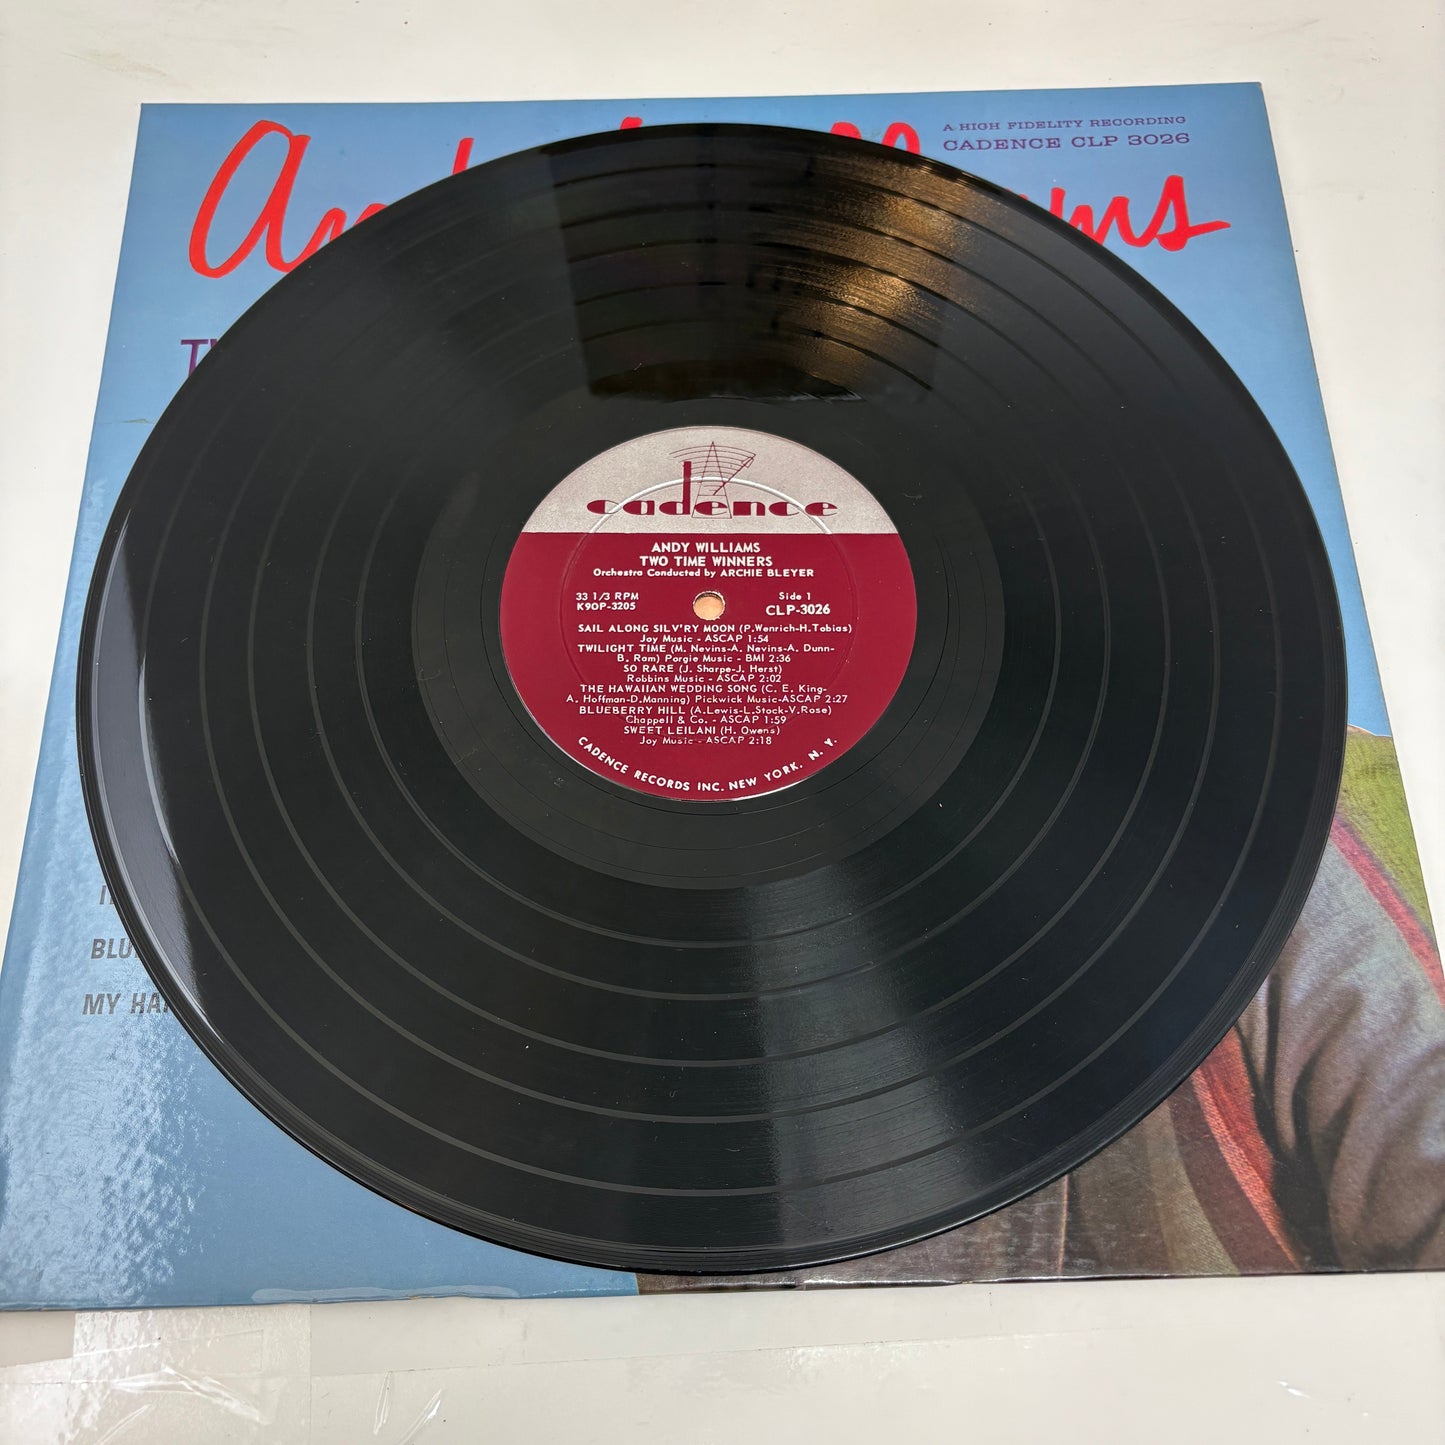 A HIGH FIDELITY RECORDING
CADENCE CLP 3026
cadence
ANDY WILLIAMS
TWO TIME WINNERS
Orchestra Conducted by ARCHIE BLEYER
33 1/3 RPM Side 1
K9OP-3205 CLP-3026
SAIL ALONG SILV'RY MOON (P.Wenrich-H.Tobias)
Joy Music - ASCAP 1:54
TWILIGHT TIME (M. Nevins-A. Nevins-A. Dunn-
B. Ram) Porgie Music - BMI 2:36
SO RARE (J. Sharpe-J. Herst)
Robbins Music - ASCAP 2:02
THE HAWAIIAN WEDDING SONG (C. E. King-
A. Hoffman-D.Manning) Pickwick Music-ASCAP 2:27
BLUEBERRY HILL (A.Lewis-L.Stock-V.Rose)
Chappell & Co. - ASCAP 1:59
SWEET LEILANI (H. Owens)
Joy Music - ASCAP 2:18
CADENCE RECORDS INC. NEW YORK, N. Y.
MY